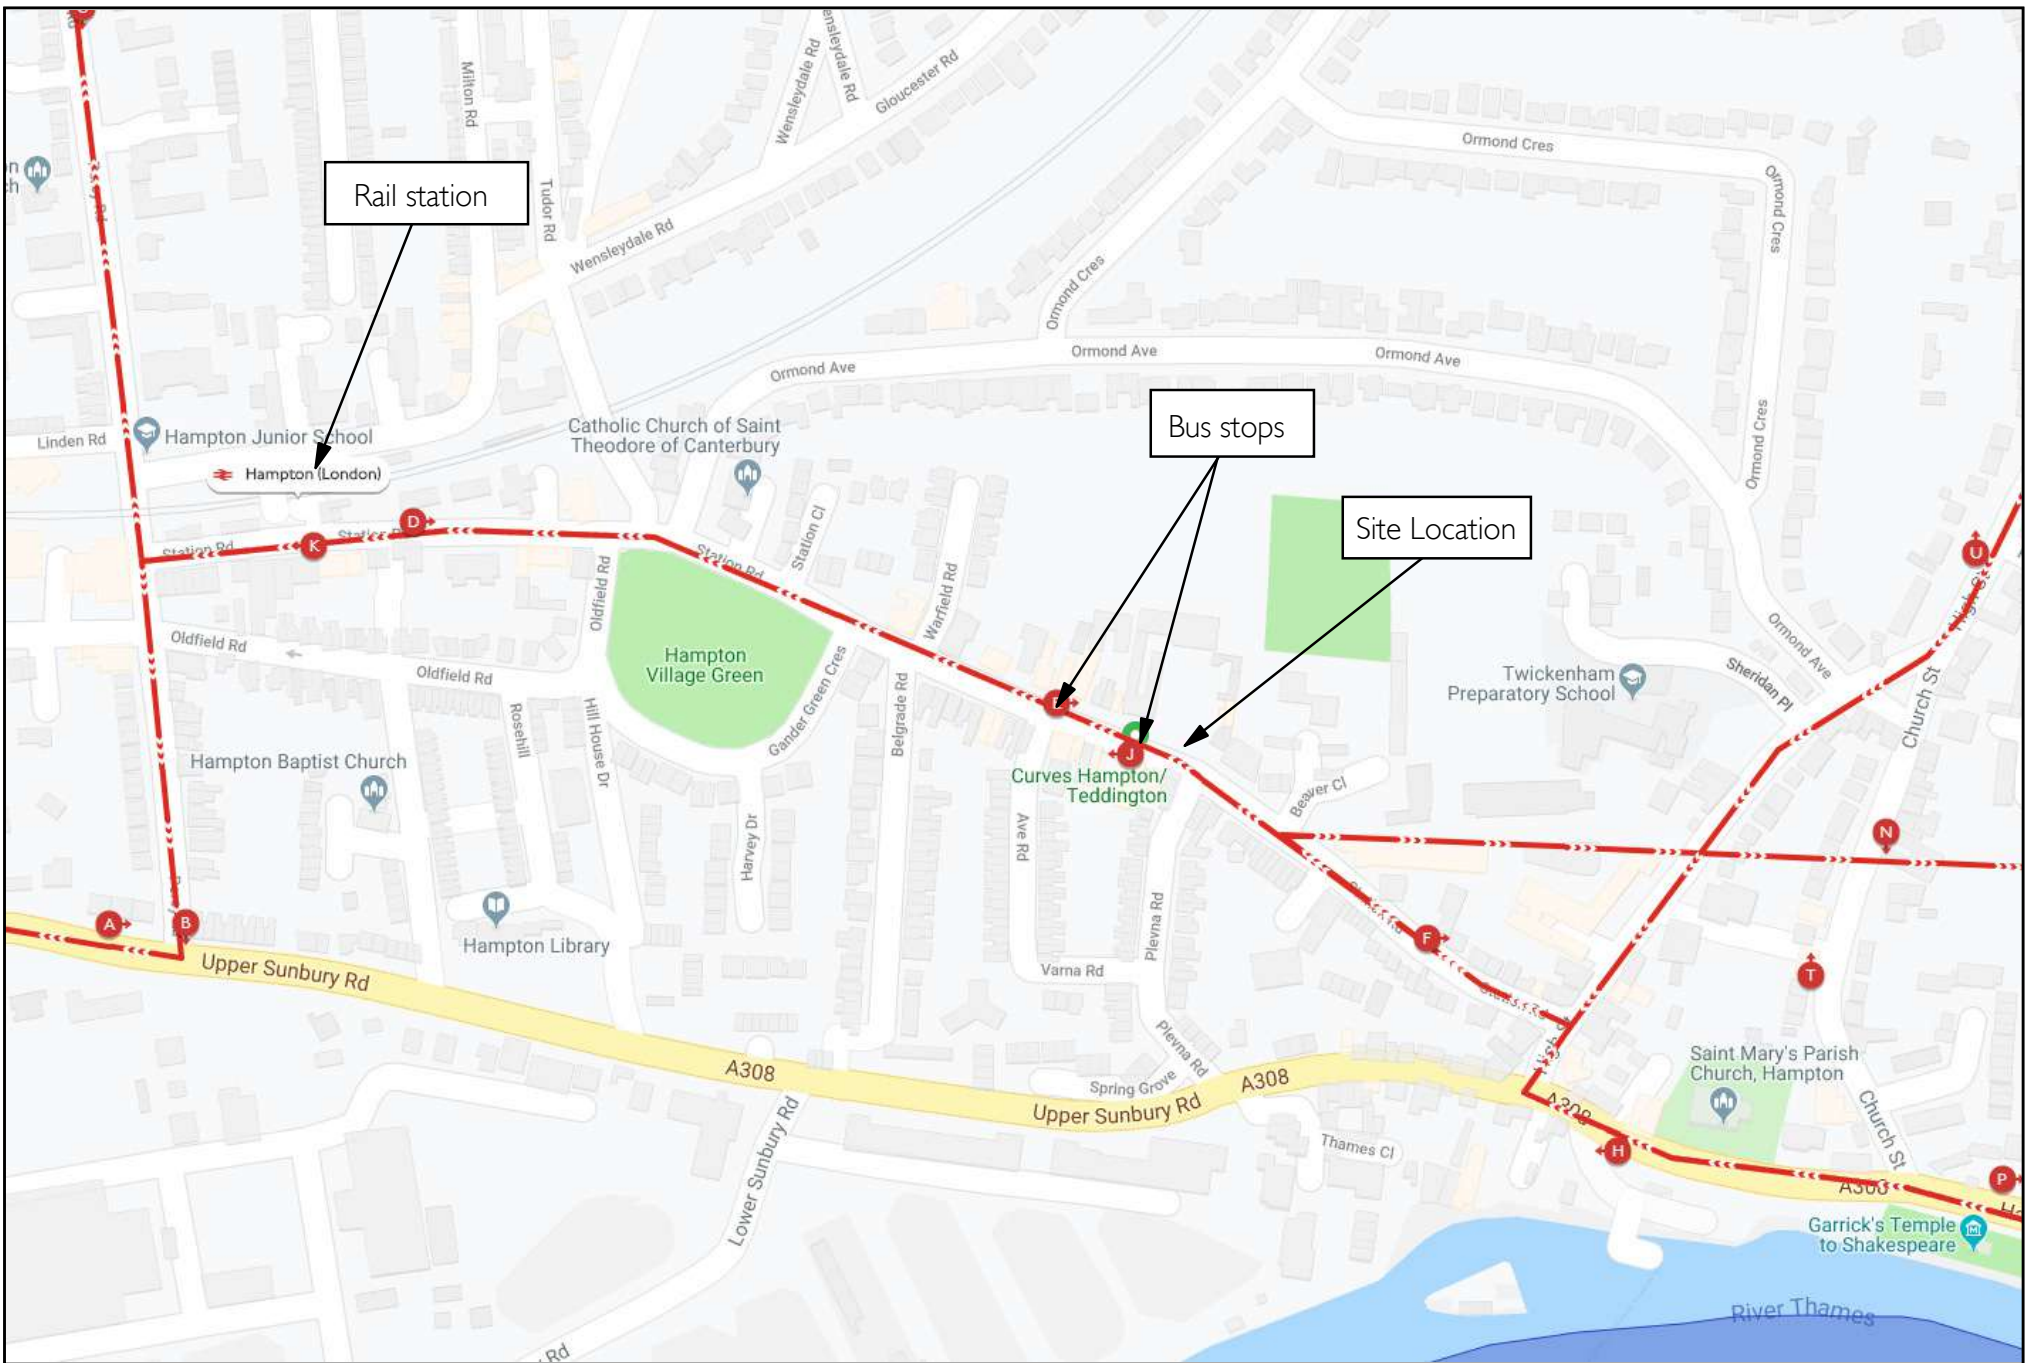 Milton Rd
Wensleydale Rd
Gloucester Rd
Ormond Cres
Ormond Cres
Rail station
Tudor Rd
Wensleydale Rd
Ormond Cres
Ormond Ave
Ormond Ave
Ormond Ave
Ormond Cres
Linden Rd
Hampton Junior School
Hampton (London)
Catholic Church of Saint
Theodore of Canterbury
Bus stops
Site Location
D
K
Station Rd
Station Rd
Station Cl
Oldfield Rd
Warfield Rd
U
Oldfield Rd
Oldfield Rd
Hampton
Village Green
Gander Green Cres
Belgrade Rd
Twickenham
Preparatory School
Sheridan Pl
Ormond Ave
Church St
Rosehill
Hill House Dr
Hampton Baptist Church
J
Curves Hampton/
Teddington
Beaver Cl
Harvey Dr
Ave Rd
Plevna Rd
N
A
B
Hampton Library
F
T
Upper Sunbury Rd
Varna Rd
Plevna Rd
A308
Spring Grove
A308
Upper Sunbury Rd
Saint Mary's Parish
Church, Hampton
A308
Church St
Thames Cl
H
P
A308
Lower Sunbury Rd
Garrick's Temple
to Shakespeare
River Thames
Rd